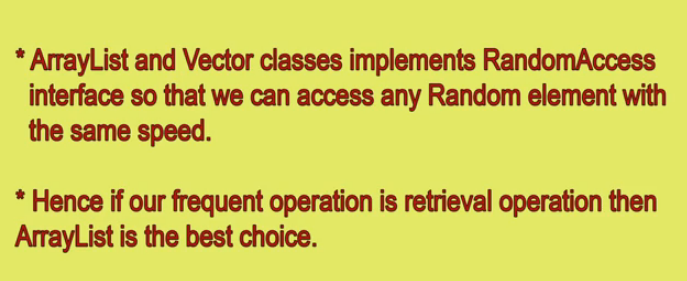 * ArrayList and Vector classes implements RandomAccess
interface so that we can access any Random element with
the same speed.
* Hence if our frequent operation is retrieval operation then
ArrayList is the best choice.